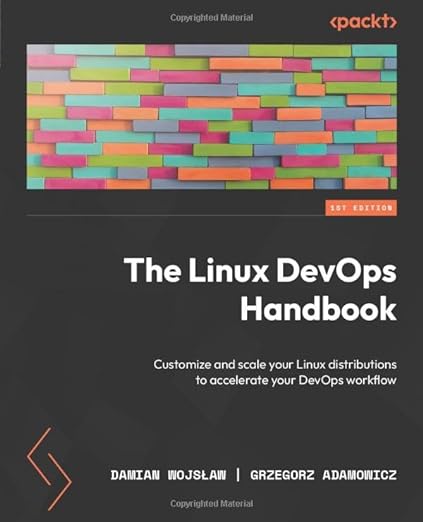 Copyrighted Material
<packt>
1ST EDITION
The Linux DevOps
Handbook
Customize and scale your Linux distributions
to accelerate your DevOps workflow
DAMIAN WOJSŁAW | GRZEGORZ ADAMOWICZ
Copyrighted Material